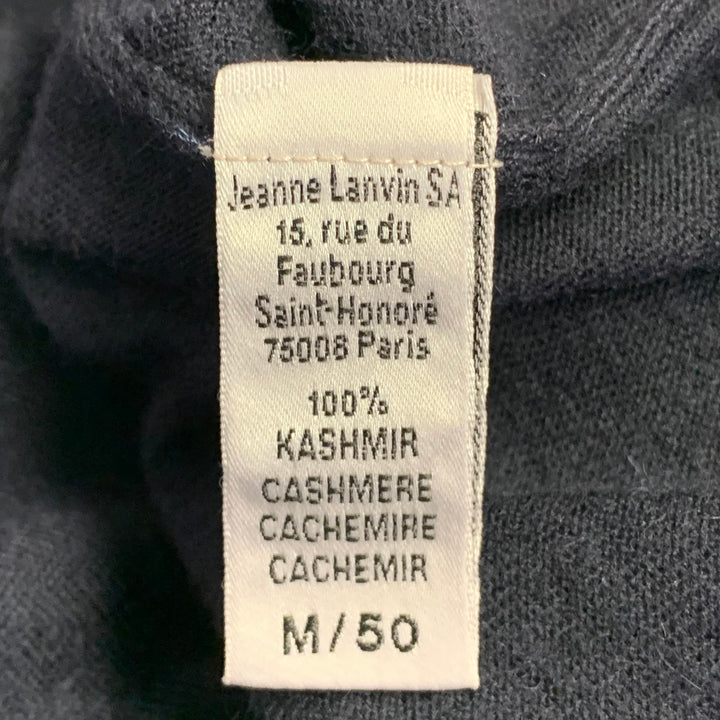 Jeanne Lanvin SA
15, rue du
Faubourg
Saint-Honoré
75008 Paris
100%
KASHMIR
CASHMERE
CACHEMIRE
CACHEMIR
M/50